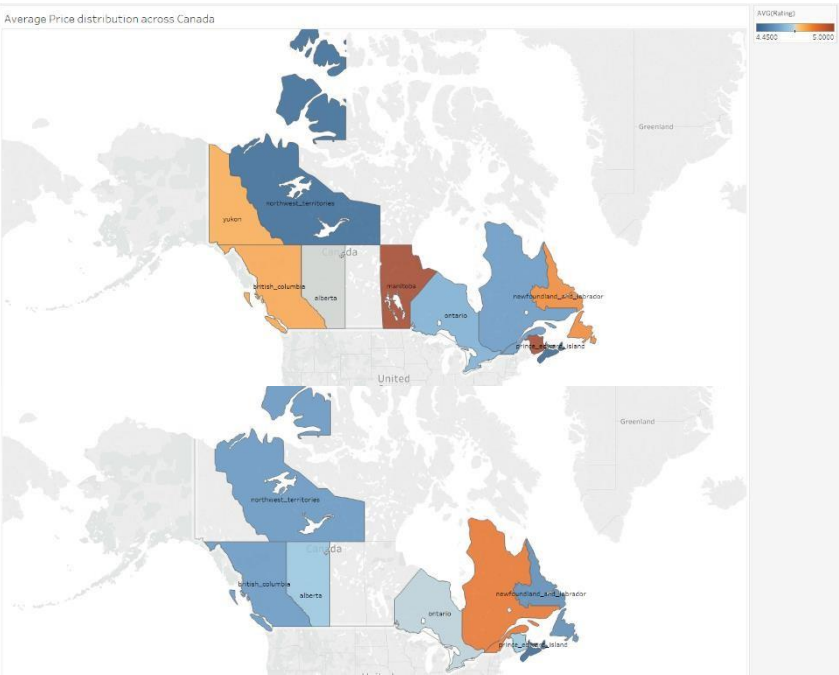 Average Price distribution across Canada
AVG(Rating)
4.4500 5.0000
Greenland
northwest_territories
yukon
Canada
british_columbia
alberta
manitoba
ontario
newfoundland_and_labrador
prince_edward_island
United
Greenland
northwest_territories
Canada
british_columbia
alberta
ontario
newfoundland_and_labrador
prince_edward_island